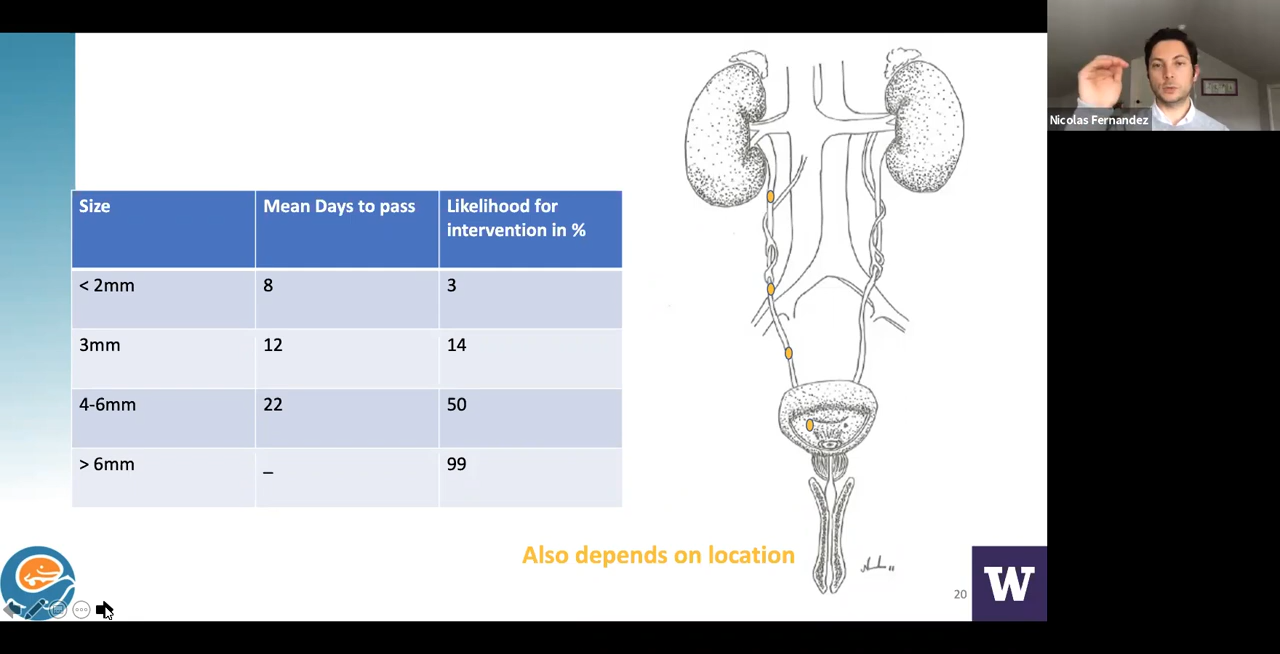 Size Mean Days to pass Likelihood for
intervention in %
< 2mm 8 3
3mm 12 14
4-6mm 22 50
> 6mm _ 99
Also depends on location
20
W
Nicolas Fernandez